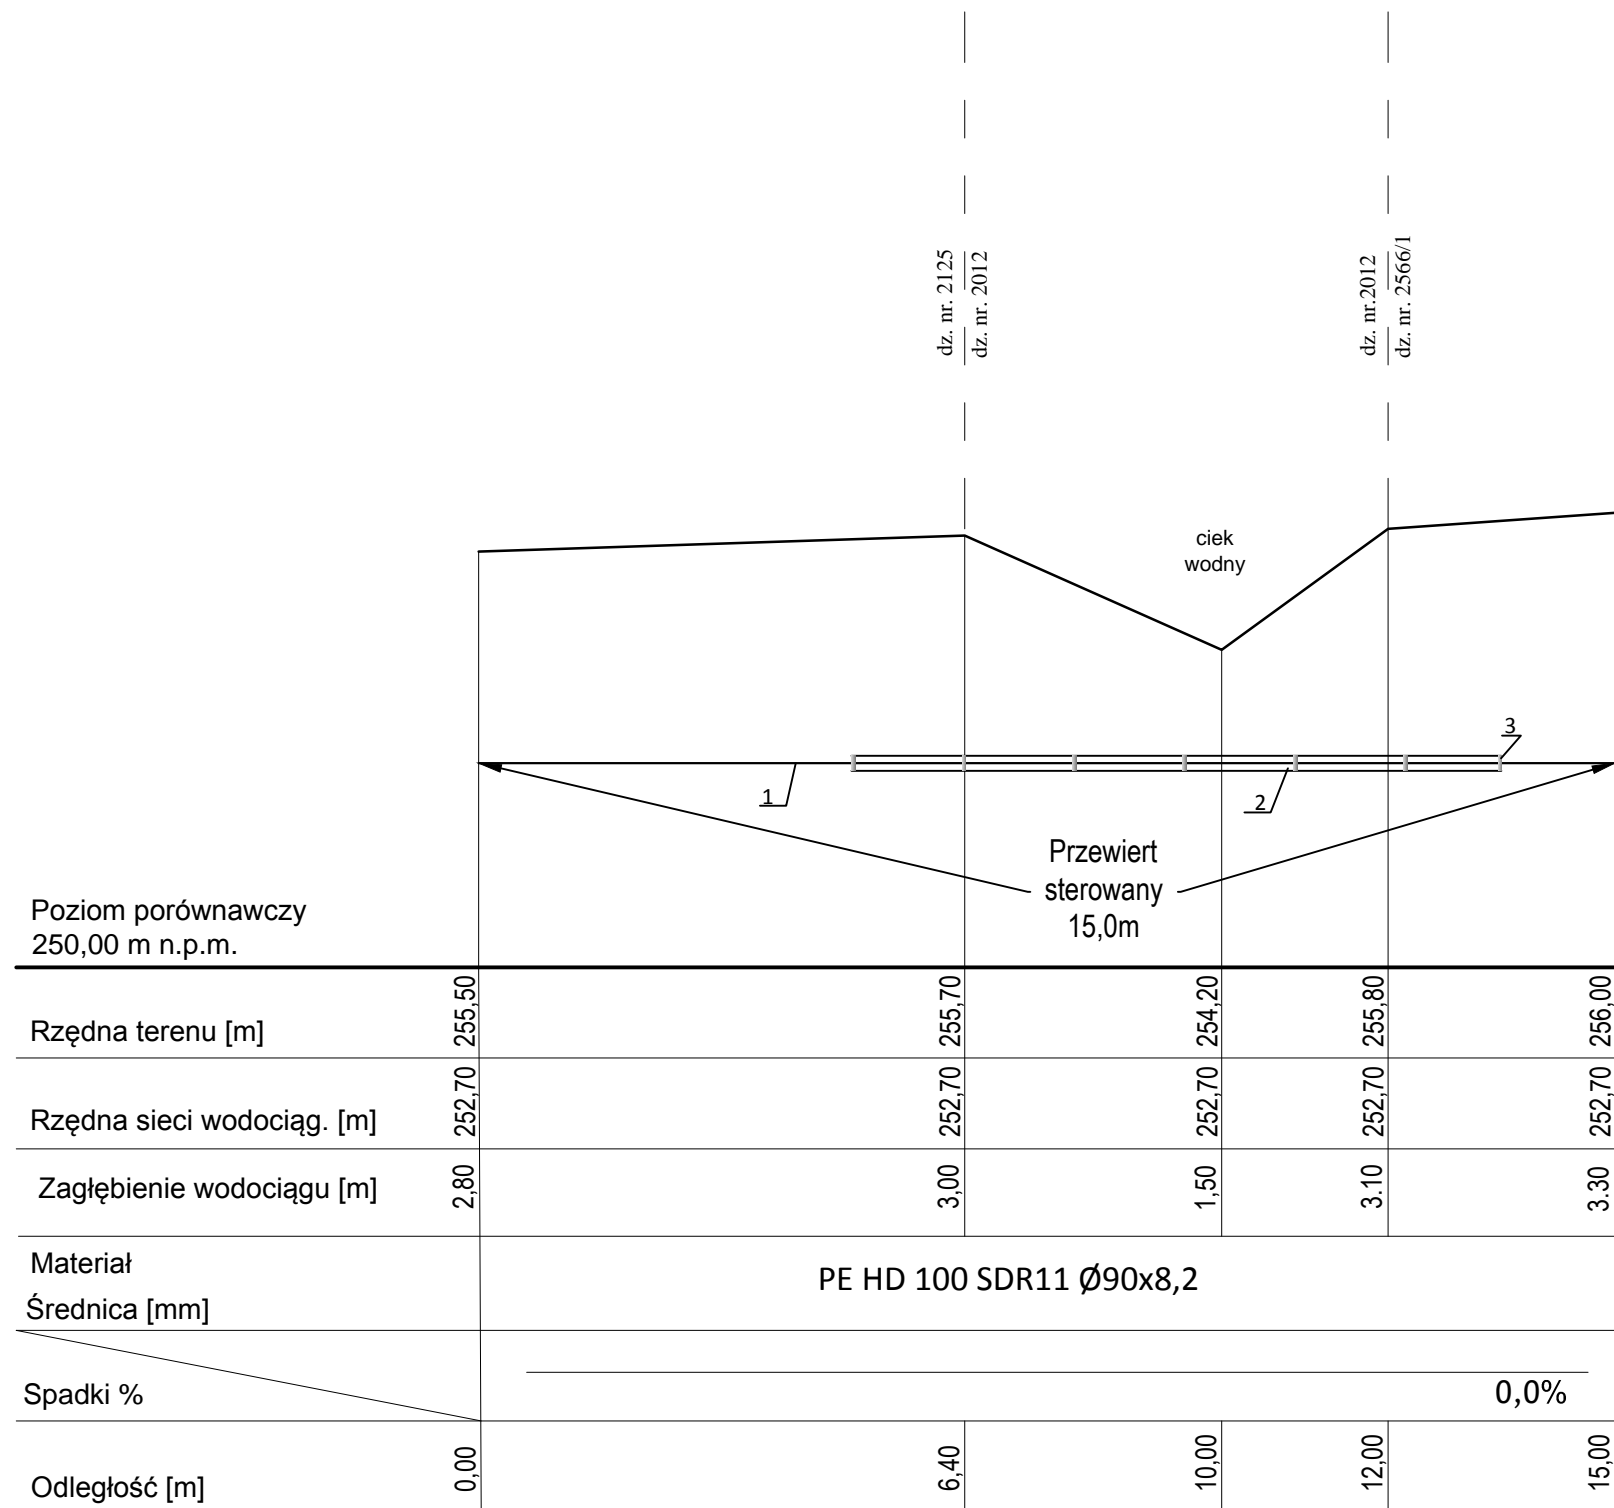 dz. nr. 2125
dz. nr. 2012
dz. nr.2012
dz. nr. 2566/1
ciek
wodny
3
1
2
Przewiert
sterowany
15,0m
Poziom porównawczy
250,00 m n.p.m.
Rzędna terenu [m] 255,50 255,70 254,20 255,80 256,00
Rzędna sieci wodociąg. [m] 252,70 252,70 252,70 252,70 252,70
Zagłębienie wodociągu [m] 2,80 3,00 1,50 3.10 3.30
Materiał
Średnica [mm]
PE HD 100 SDR11 Ø90x8,2
Spadki % 0,0%
Odległość [m] 0,00 6,40 10,00 12,00 15,00